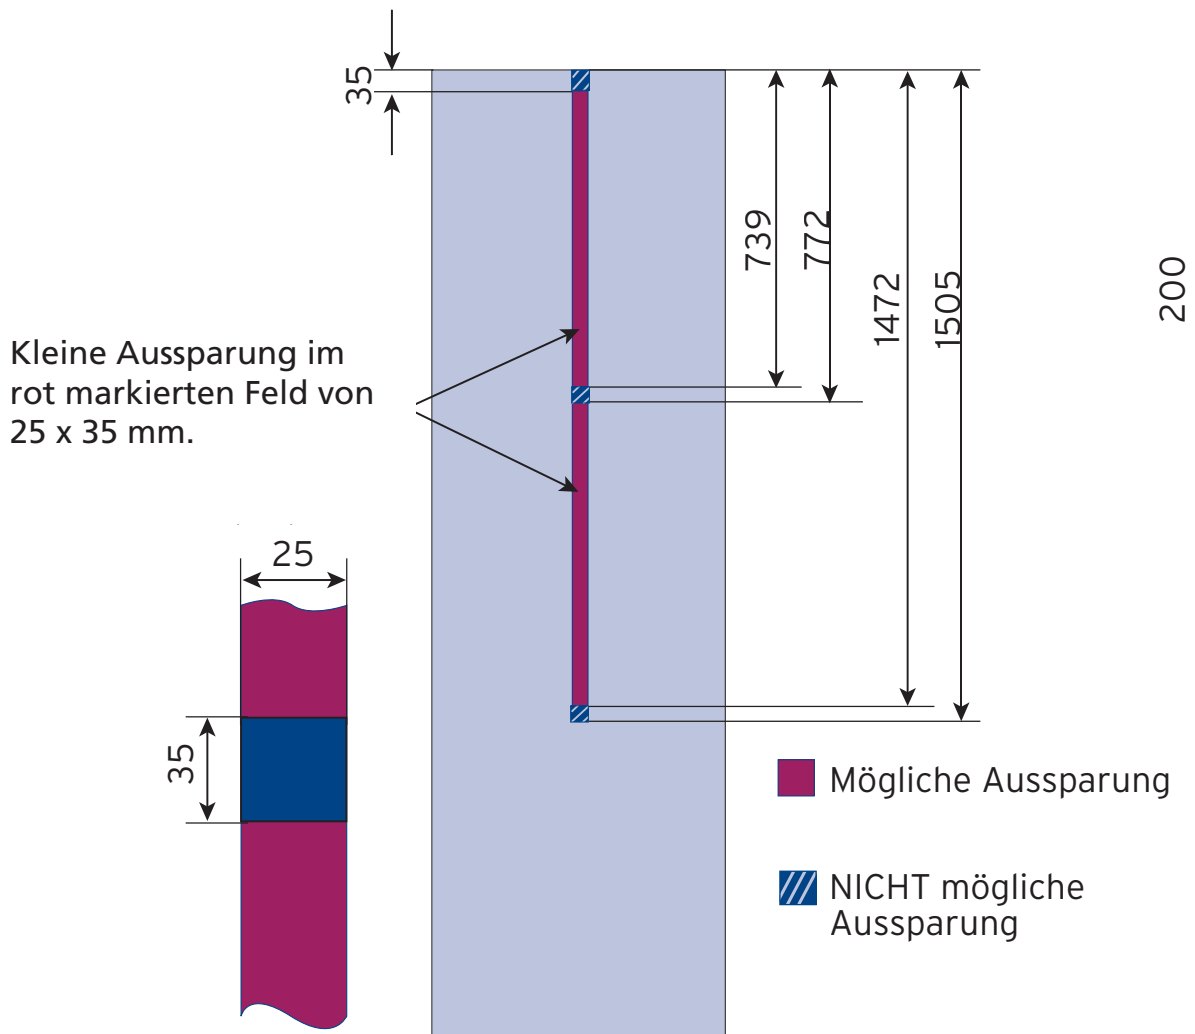 35
739
772
1472
1505
200
Kleine Aussparung im
rot markierten Feld von
25 x 35 mm.
25
35
Mögliche Aussparung
NICHT mögliche
Aussparung